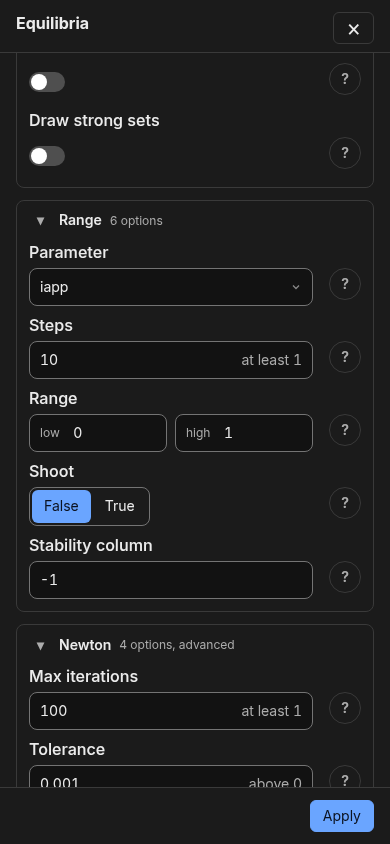 Equilibria
?
Draw strong sets
?
▼ Range 6 options
Parameter
iapp ?
Steps
10 at least 1 ?
Range
low 0 high 1 ?
Shoot
False True ?
Stability column
-1 ?
▼ Newton 4 options, advanced
Max iterations
100 at least 1 ?
Tolerance
0.001 above 0 ?
Apply